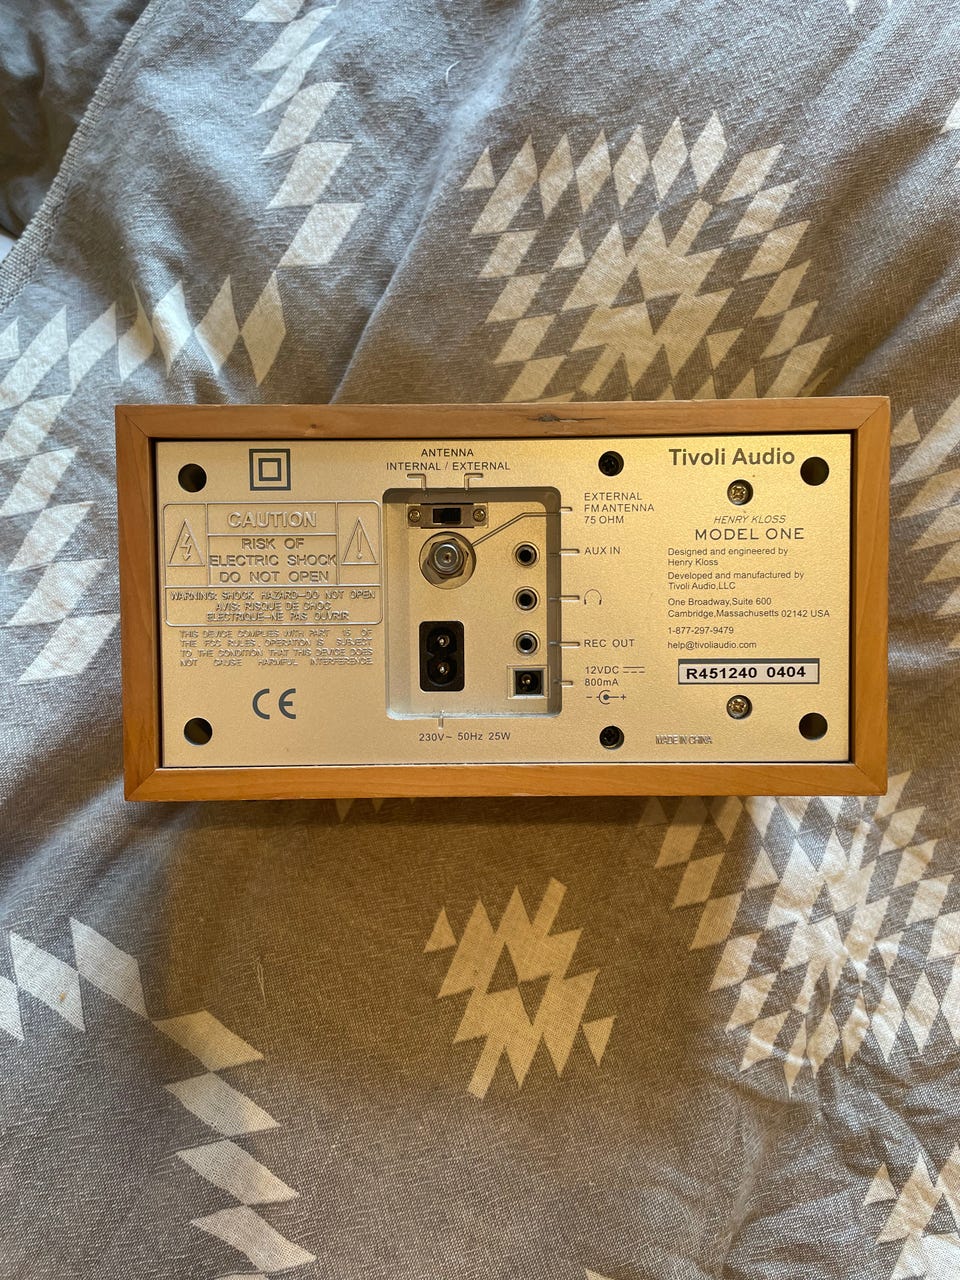 ANTENNA
INTERNAL / EXTERNAL
CAUTION
RISK OF
ELECTRIC SHOCK
DO NOT OPEN
WARNING: SHOCK HAZARD—DO NOT OPEN
AVIS: RISQUE DE CHOC
ELECTRIQUE—NE PAS OUVRIR
THIS DEVICE COMPLIES WITH PART 15 OF
THE FCC RULES. OPERATION IS SUBJECT
TO THE CONDITION THAT THIS DEVICE DOES
NOT CAUSE HARMFUL INTERFERENCE.
CE
EXTERNAL
FM ANTENNA
75 OHM
AUX IN
REC OUT
12VDC
800mA
- +
230V~ 50Hz 25W
Tivoli Audio
HENRY KLOSS
MODEL ONE
Designed and engineered by
Henry Kloss
Developed and manufactured by
Tivoli Audio,LLC
One Broadway,Suite 600
Cambridge,Massachusetts 02142 USA
1-877-297-9479
help@tivoliaudio.com
R451240 0404
MADE IN CHINA